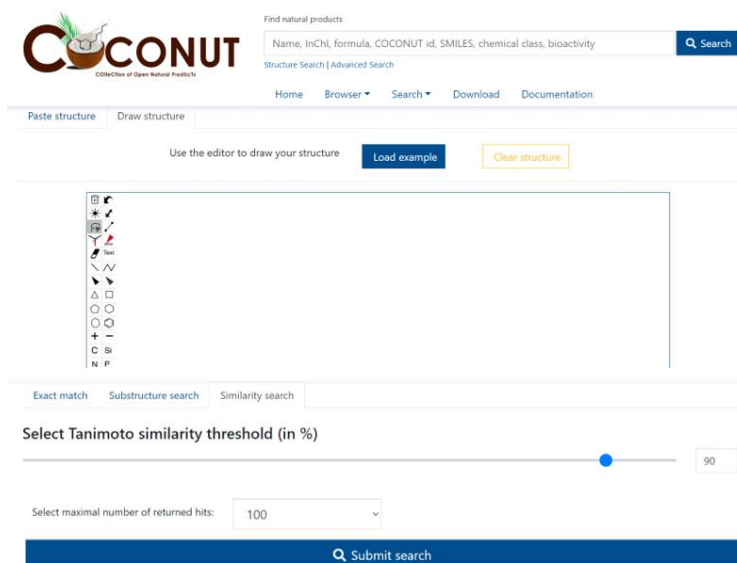 Find natural products
COCONUT
COlleCtion of Open Natural ProdUcTs
Name, InChI, formula, COCONUT id, SMILES, chemical class, bioactivity
Search
Structure Search | Advanced Search
Home Browser Search Download Documentation
Paste structure Draw structure
Use the editor to draw your structure Load example Clear structure
Text
C Si
N P
Exact match Substructure search Similarity search
Select Tanimoto similarity threshold (in %)
90
Select maximal number of returned hits: 100
Submit search